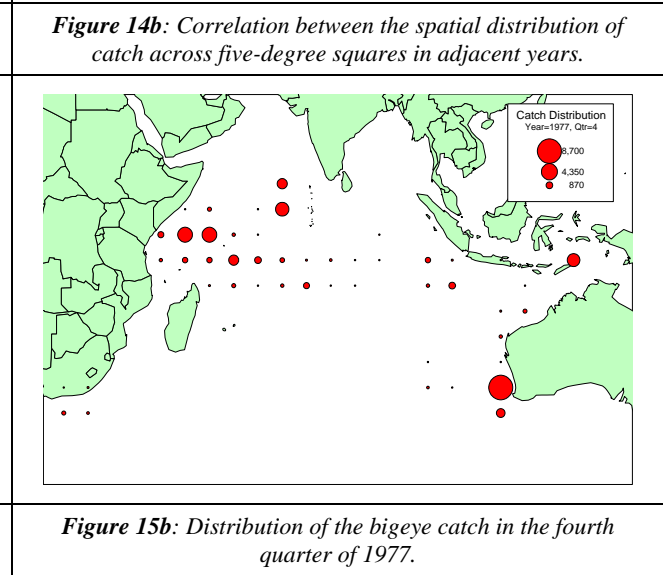 Figure 14b: Correlation between the spatial distribution of
catch across five-degree squares in adjacent years.
Catch Distribution
Year=1977, Qtr=4
8,700
4,350
870
Figure 15b: Distribution of the bigeye catch in the fourth
quarter of 1977.